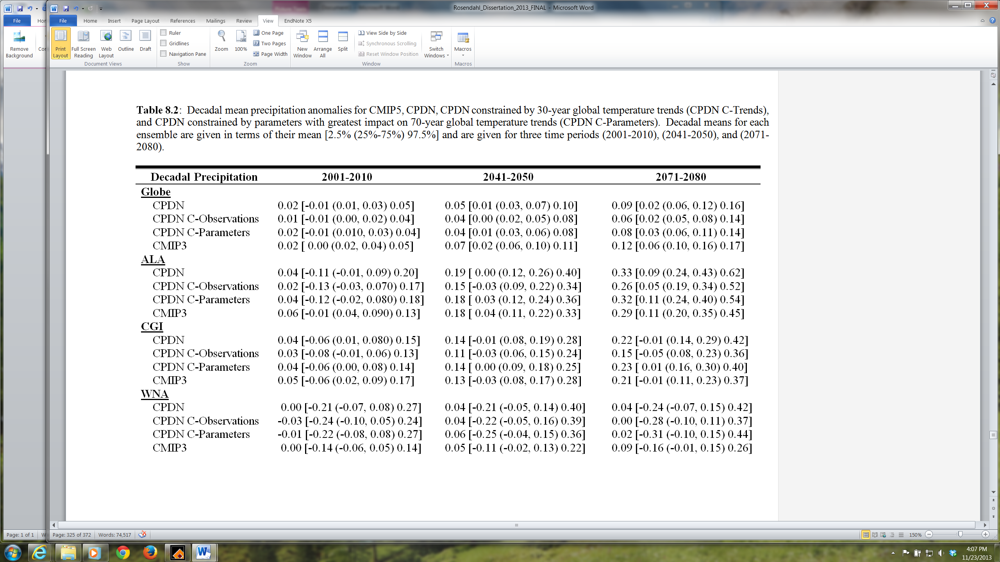 Rosendahl_Dissertation_2013_FINAL - Microsoft Word
File Hor File Home Insert Page Layout References Mailings Review View EndNote X5
Remove Background
Cor
Print Layout Full Screen Reading Web Layout Outline Draft
Document Views
Ruler
Gridlines
Navigation Pane
Show
Zoom 100%
One Page
Two Pages
Page Width
Zoom
New Window Arrange All Split
View Side by Side
Synchronous Scrolling
Reset Window Position
Window
Switch Windows
Macros
Macros
Table 8.2: Decadal mean precipitation anomalies for CMIP5, CPDN, CPDN constrained by 30-year global temperature trends (CPDN C-Trends),
and CPDN constrained by parameters with greatest impact on 70-year global temperature trends (CPDN C-Parameters). Decadal means for each
ensemble are given in terms of their mean [2.5% (25%-75%) 97.5%] and are given for three time periods (2001-2010), (2041-2050), and (2071-
2080).
Decadal Precipitation 2001-2010 2041-2050 2071-2080
Globe
CPDN 0.02 [-0.01 (0.01, 0.03) 0.05] 0.05 [0.01 (0.03, 0.07) 0.10] 0.09 [0.02 (0.06, 0.12) 0.16]
CPDN C-Observations 0.01 [-0.01 (0.00, 0.02) 0.04] 0.04 [0.00 (0.02, 0.05) 0.08] 0.06 [0.02 (0.05, 0.08) 0.14]
CPDN C-Parameters 0.02 [-0.01 (0.010, 0.03) 0.04] 0.04 [0.01 (0.03, 0.06) 0.08] 0.08 [0.03 (0.06, 0.11) 0.14]
CMIP3 0.02 [ 0.00 (0.02, 0.04) 0.05] 0.07 [0.02 (0.06, 0.10) 0.11] 0.12 [0.06 (0.10, 0.16) 0.17]
ALA
CPDN 0.04 [-0.11 (-0.01, 0.09) 0.20] 0.19 [ 0.00 (0.12, 0.26) 0.40] 0.33 [0.09 (0.24, 0.43) 0.62]
CPDN C-Observations 0.02 [-0.13 (-0.03, 0.070) 0.17] 0.15 [-0.03 (0.09, 0.22) 0.34] 0.26 [0.05 (0.19, 0.34) 0.52]
CPDN C-Parameters 0.04 [-0.12 (-0.02, 0.080) 0.18] 0.18 [ 0.03 (0.12, 0.24) 0.36] 0.32 [0.11 (0.24, 0.40) 0.54]
CMIP3 0.06 [-0.01 (0.04, 0.090) 0.13] 0.18 [ 0.04 (0.11, 0.22) 0.33] 0.29 [0.11 (0.20, 0.35) 0.45]
CGI
CPDN 0.04 [-0.06 (0.01, 0.080) 0.15] 0.14 [-0.01 (0.08, 0.19) 0.28] 0.22 [-0.01 (0.14, 0.29) 0.42]
CPDN C-Observations 0.03 [-0.08 (-0.01, 0.06) 0.13] 0.11 [-0.03 (0.06, 0.15) 0.24] 0.15 [-0.05 (0.08, 0.23) 0.36]
CPDN C-Parameters 0.04 [-0.06 (0.00, 0.08) 0.14] 0.14 [ 0.00 (0.09, 0.18) 0.25] 0.23 [ 0.01 (0.16, 0.30) 0.40]
CMIP3 0.05 [-0.06 (0.02, 0.09) 0.17] 0.13 [-0.03 (0.08, 0.17) 0.28] 0.21 [-0.01 (0.11, 0.23) 0.37]
WNA
CPDN 0.00 [-0.21 (-0.07, 0.08) 0.27] 0.04 [-0.21 (-0.05, 0.14) 0.40] 0.04 [-0.24 (-0.07, 0.15) 0.42]
CPDN C-Observations -0.03 [-0.24 (-0.10, 0.05) 0.24] 0.04 [-0.22 (-0.05, 0.16) 0.39] 0.00 [-0.28 (-0.10, 0.11) 0.37]
CPDN C-Parameters -0.01 [-0.22 (-0.08, 0.08) 0.27] 0.06 [-0.25 (-0.04, 0.15) 0.36] 0.02 [-0.31 (-0.10, 0.15) 0.44]
CMIP3 0.00 [-0.14 (-0.06, 0.05) 0.14] 0.05 [-0.11 (-0.02, 0.13) 0.22] 0.09 [-0.16 (-0.01, 0.15) 0.26]
Page: 1 of 1 W Page: 325 of 372 Words: 74,517 150%
4:07 PM
11/23/2013